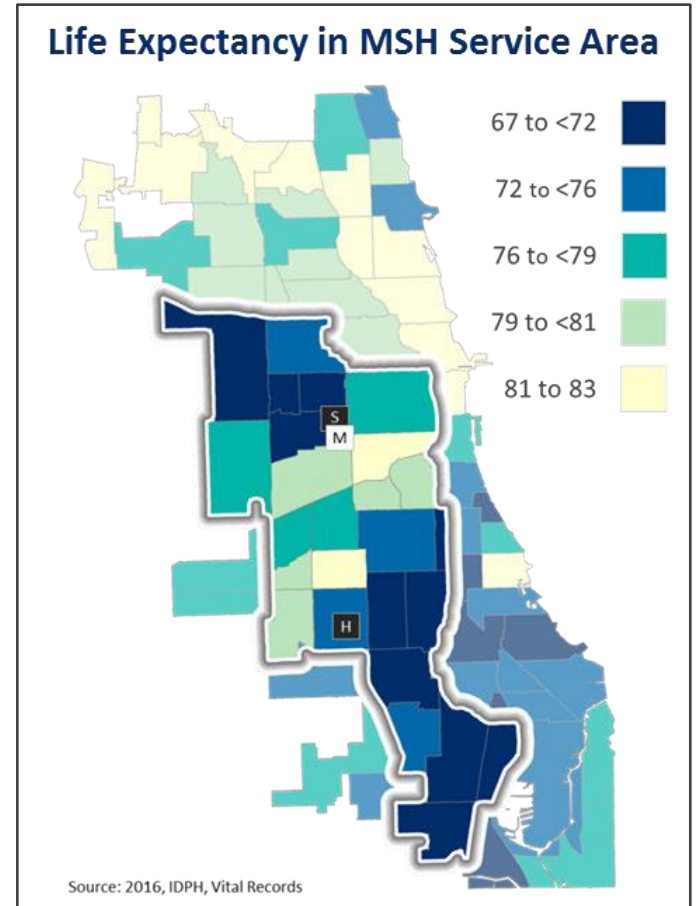 Life Expectancy in MSH Service Area
67 to <72
72 to <76
76 to <79
79 to <81
81 to 83
S
M
H
Source: 2016, IDPH, Vital Records